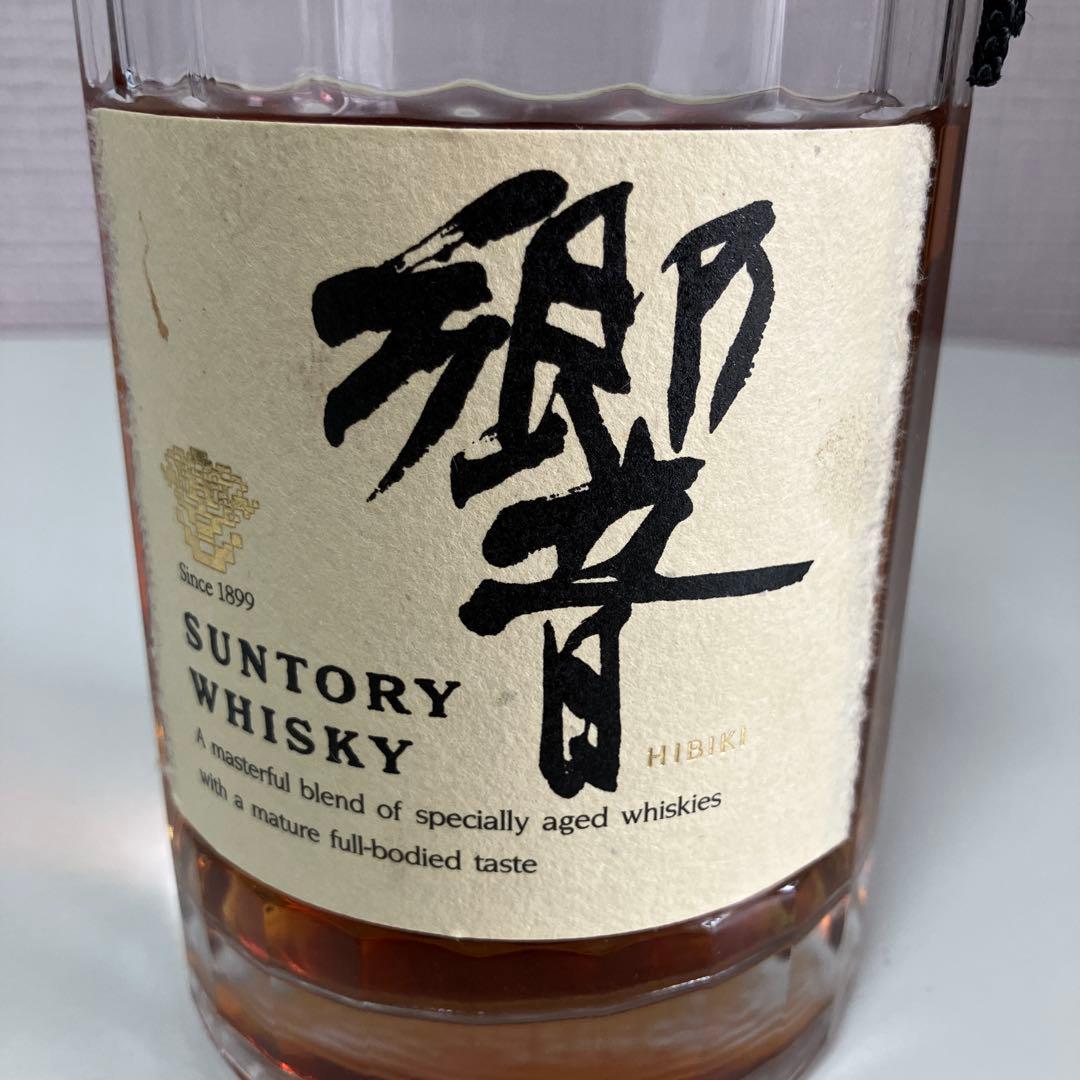 響
Since 1899
SUNTORY
WHISKY
HIBIKI
A masterful blend of specially aged whiskies
with a mature full-bodied taste